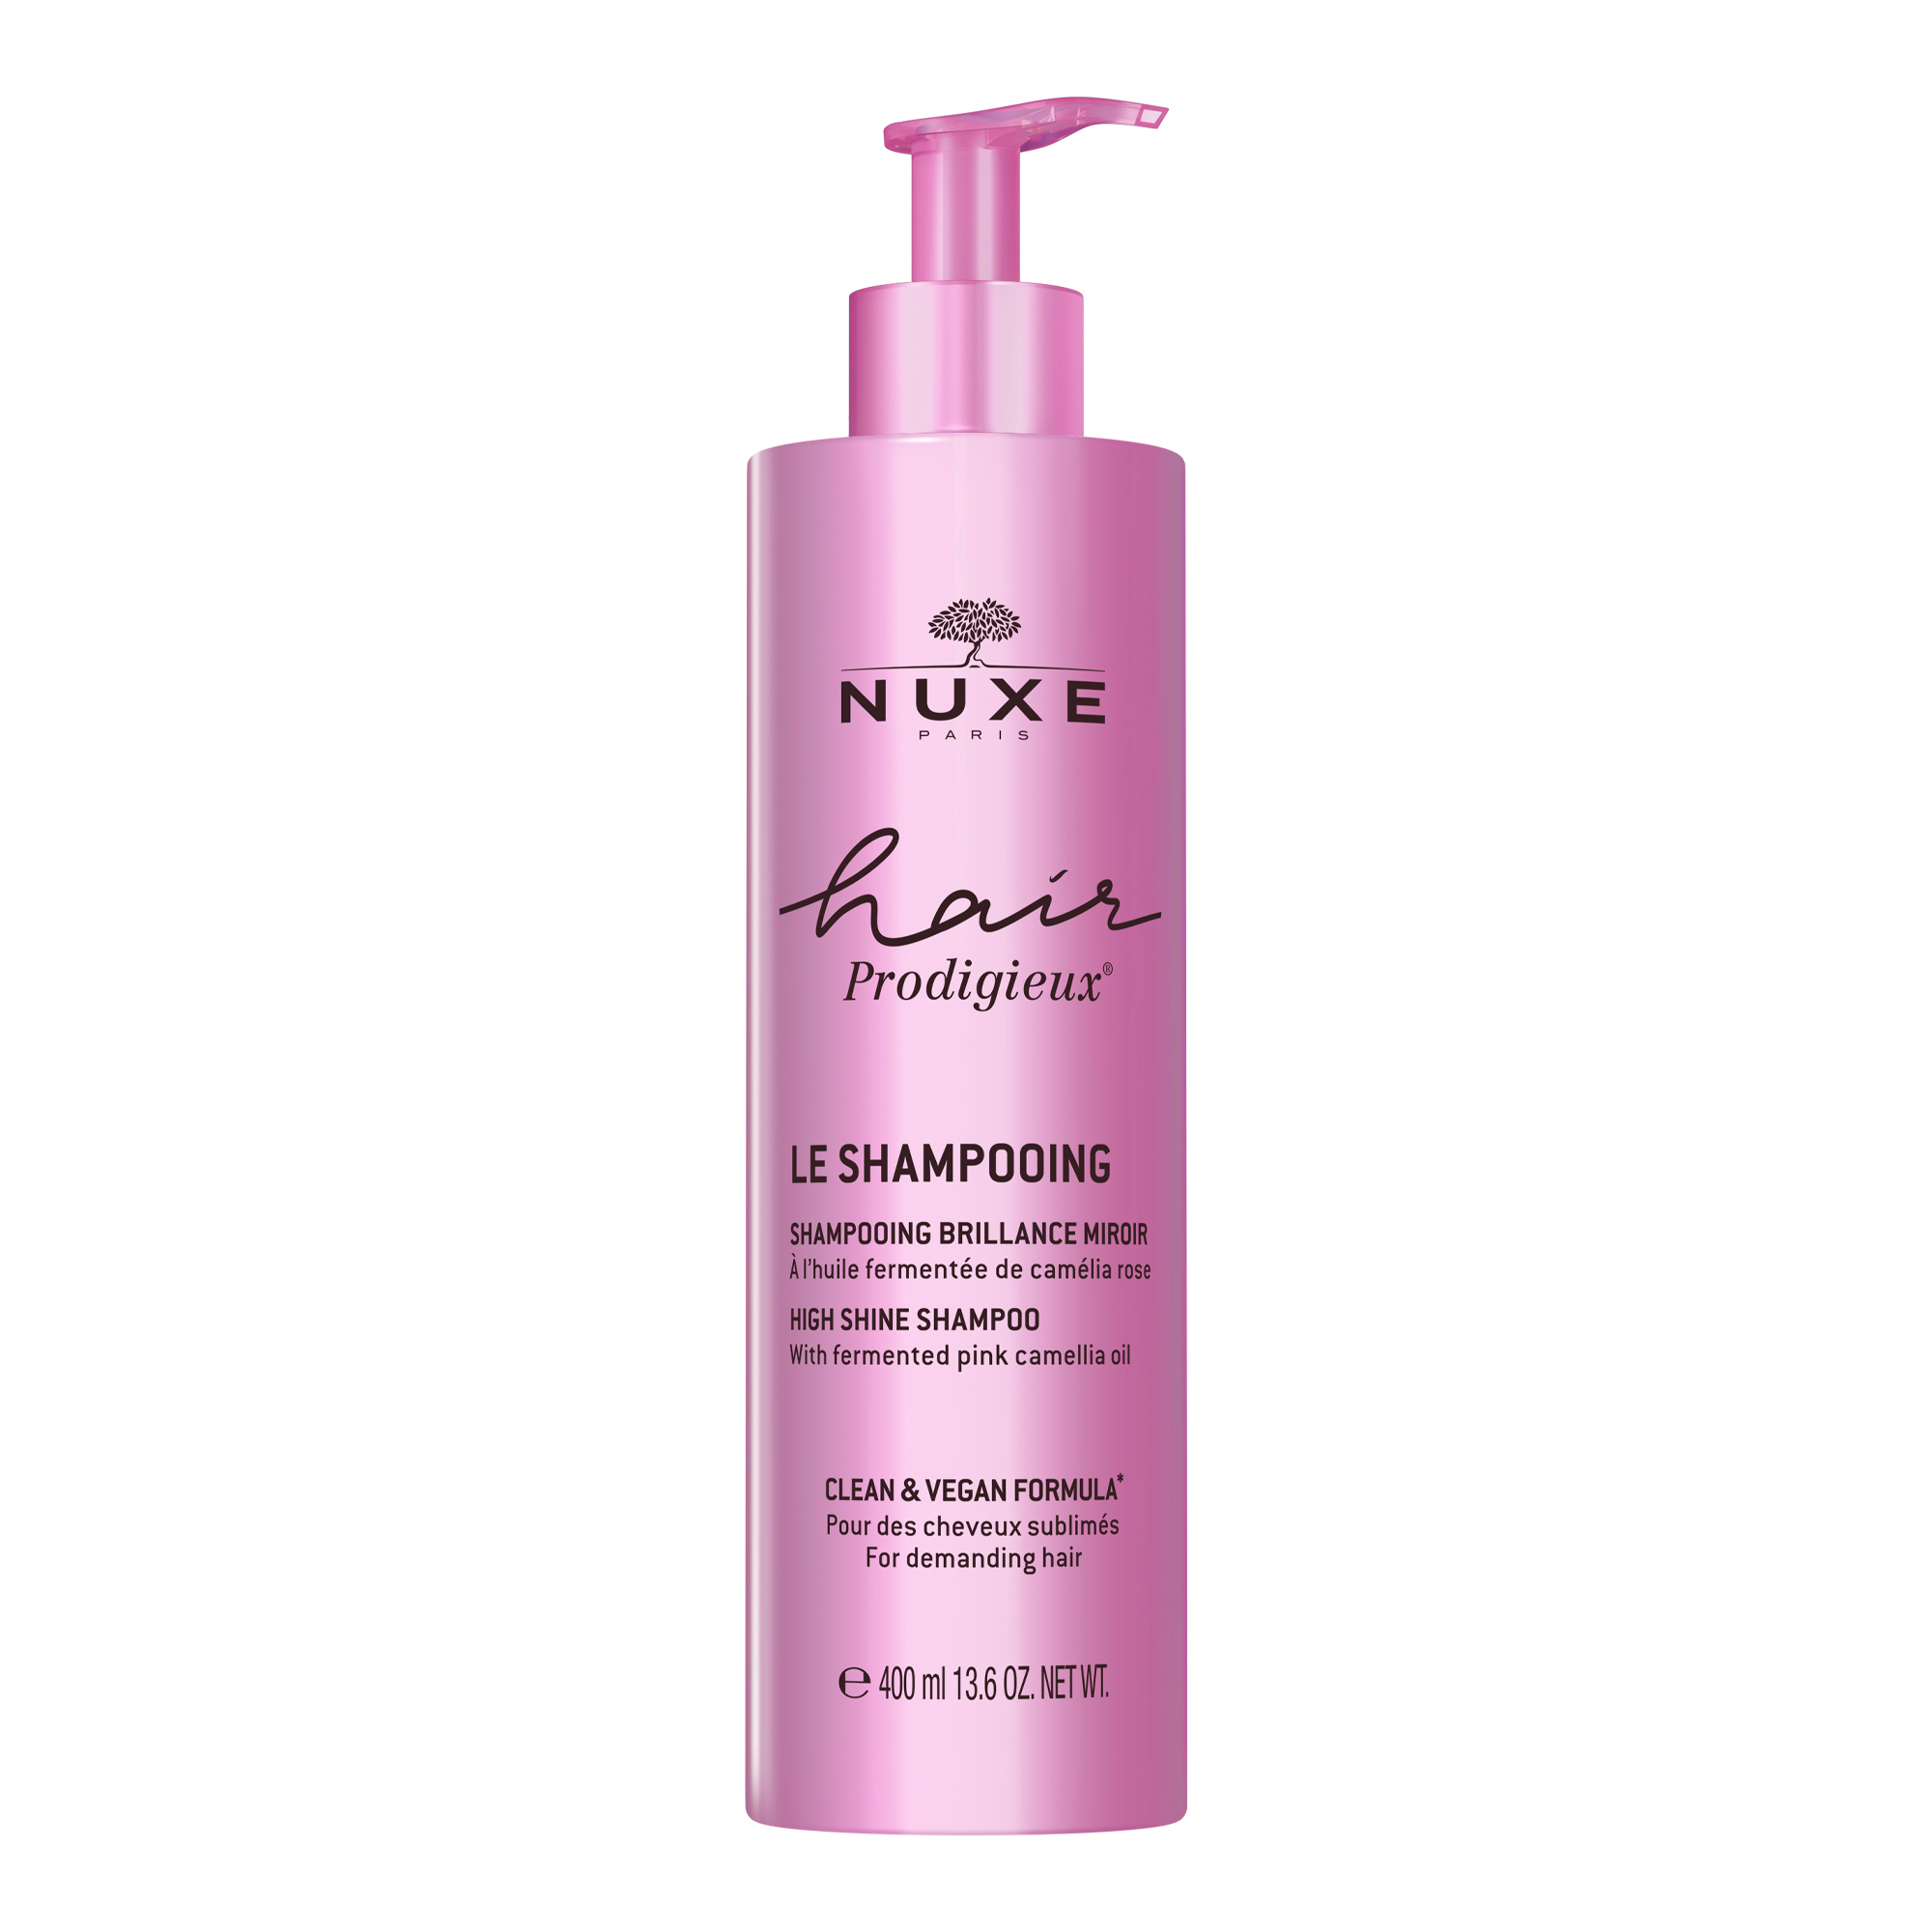 NUXE
PARIS
hair
Prodigieux®
LE SHAMPOOING
SHAMPOOING BRILLANCE MIROIR
À l'huile fermentée de camélia rose
HIGH SHINE SHAMPOO
With fermented pink camellia oil
CLEAN & VEGAN FORMULA*
Pour des cheveux sublimés
For demanding hair
℮ 400 ml 13.6 OZ. NET WT.